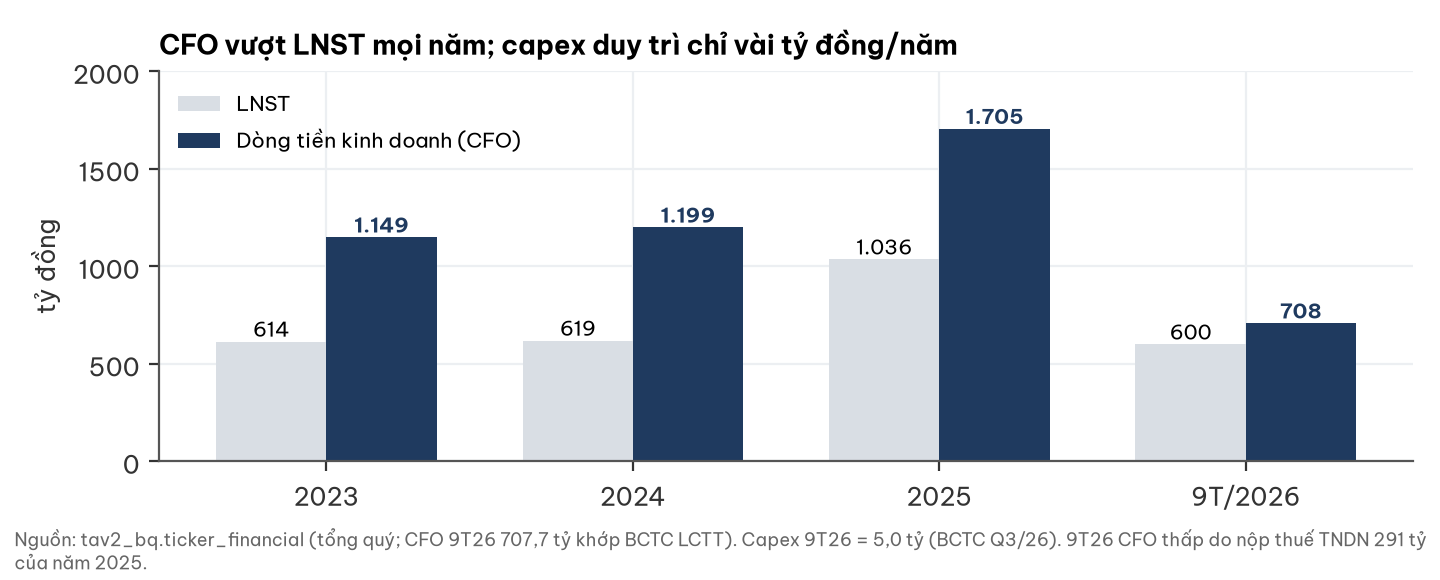 CFO vượt LNST mọi năm; capex duy trì chỉ vài tỷ đồng/năm
LNST
Dòng tiền kinh doanh (CFO)
tỷ đồng
2000
1500
1000
500
0
614
1.149
619
1.199
1.036
1.705
600
708
2023
2024
2025
9T/2026
Nguồn: tav2_bq.ticker_financial (tổng quý; CFO 9T26 707,7 tỷ khớp BCTC LCTT). Capex 9T26 = 5,0 tỷ (BCTC Q3/26). 9T26 CFO thấp do nộp thuế TNDN 291 tỷ
của năm 2025.